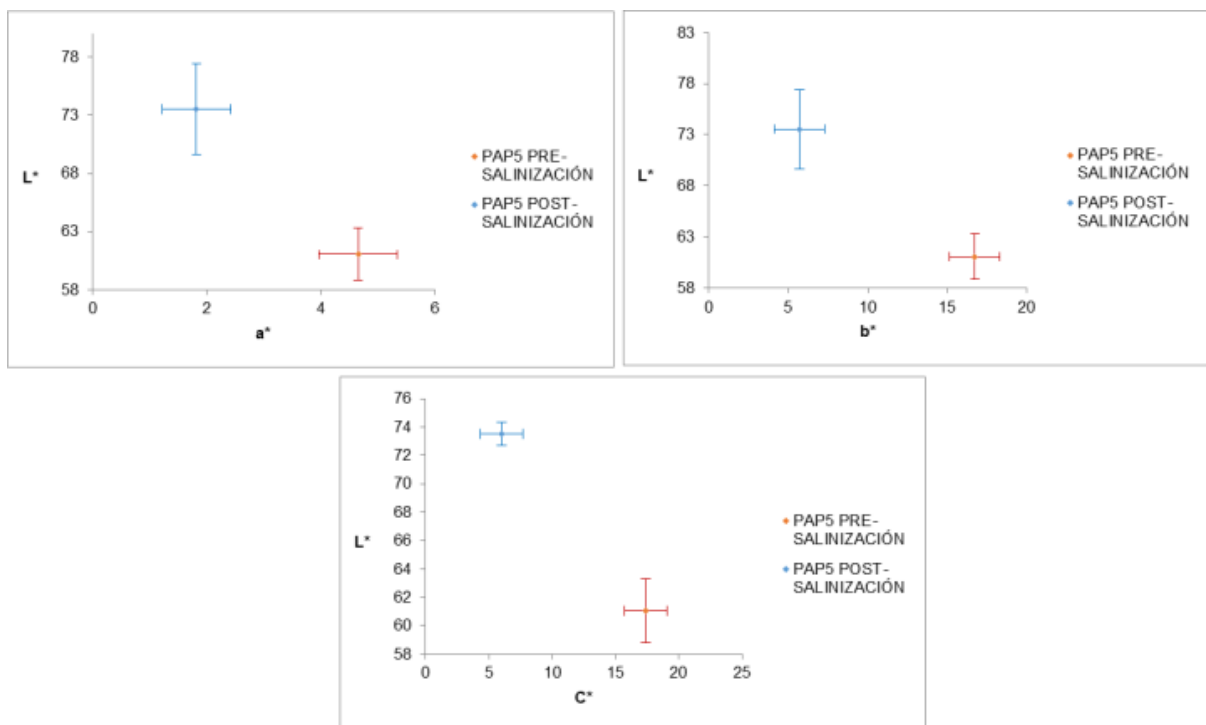 78
73
L*
68
63
58
0
2
4
6
a*
PAP5 PRE-
SALINIZACIÓN
PAP5 POST-
SALINIZACIÓN
83
78
73
L*
68
63
58
0
5
10
15
20
b*
PAP5 PRE-
SALINIZACIÓN
PAP5 POST-
SALINIZACIÓN
76
74
72
70
68
L*
66
64
62
60
58
0
5
10
15
20
25
C*
PAP5 PRE-
SALINIZACIÓN
PAP5 POST-
SALINIZACIÓN